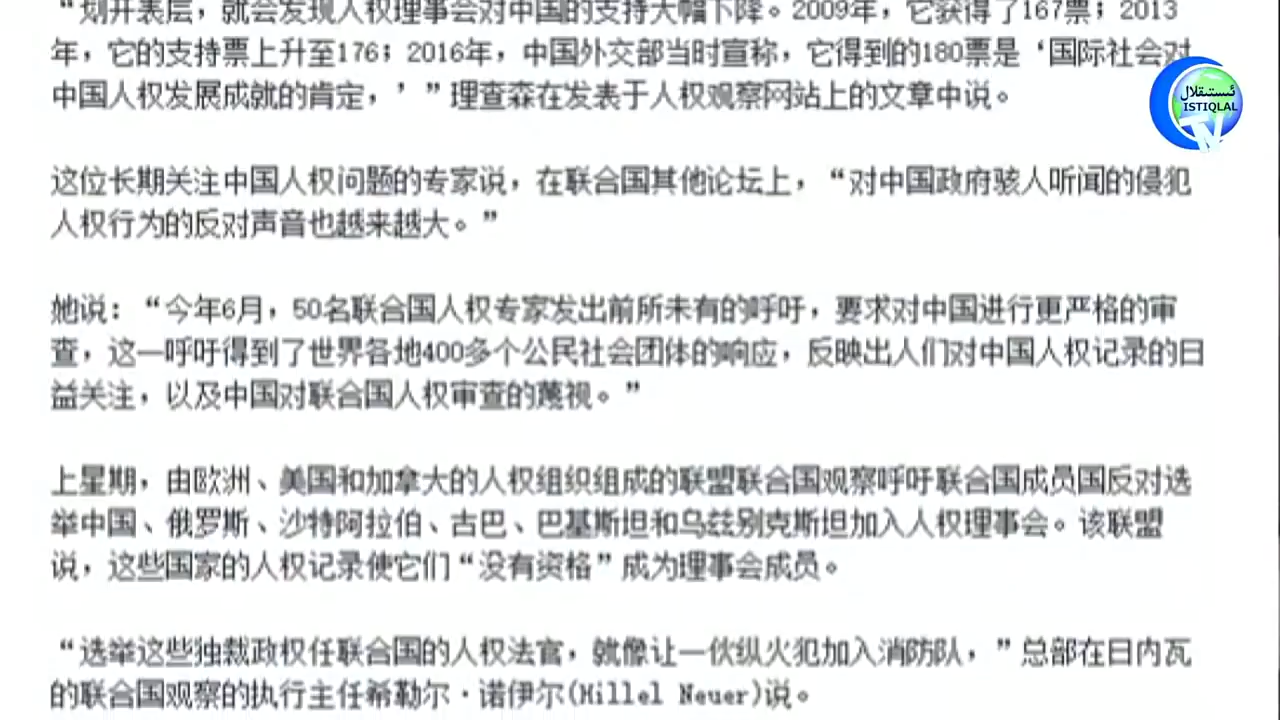 “划开表层，就会发现人权理事会对中国的支持大幅下降。2009年，它获得了167票；2013
年，它的支持票上升至176；2016年，中国外交部当时宣称，它得到的180票是‘国际社会对
中国人权发展成就的肯定，’”理查森在发表于人权观察网站上的文章中说。
ئىستىقلال
ISTIQLAL
TV
这位长期关注中国人权问题的专家说，在联合国其他论坛上，“对中国政府骇人听闻的侵犯
人权行为的反对声音也越来越大。”
她说：“今年6月，50名联合国人权专家发出前所未有的呼吁，要求对中国进行更严格的审
查，这一呼吁得到了世界各地400多个公民社会团体的响应，反映出人们对中国人权记录的日
益关注，以及中国对联合国人权审查的蔑视。”
上星期，由欧洲、美国和加拿大的人权组织组成的联盟联合国观察呼吁联合国成员国反对选
举中国、俄罗斯、沙特阿拉伯、古巴、巴基斯坦和乌兹别克斯坦加入人权理事会。该联盟
说，这些国家的人权记录使它们“没有资格”成为理事会成员。
“选举这些独裁政权任联合国的人权法官，就像让一伙纵火犯加入消防队，”总部在日内瓦
的联合国观察的执行主任希勒尔·诺伊尔(Hillel Neuer)说。